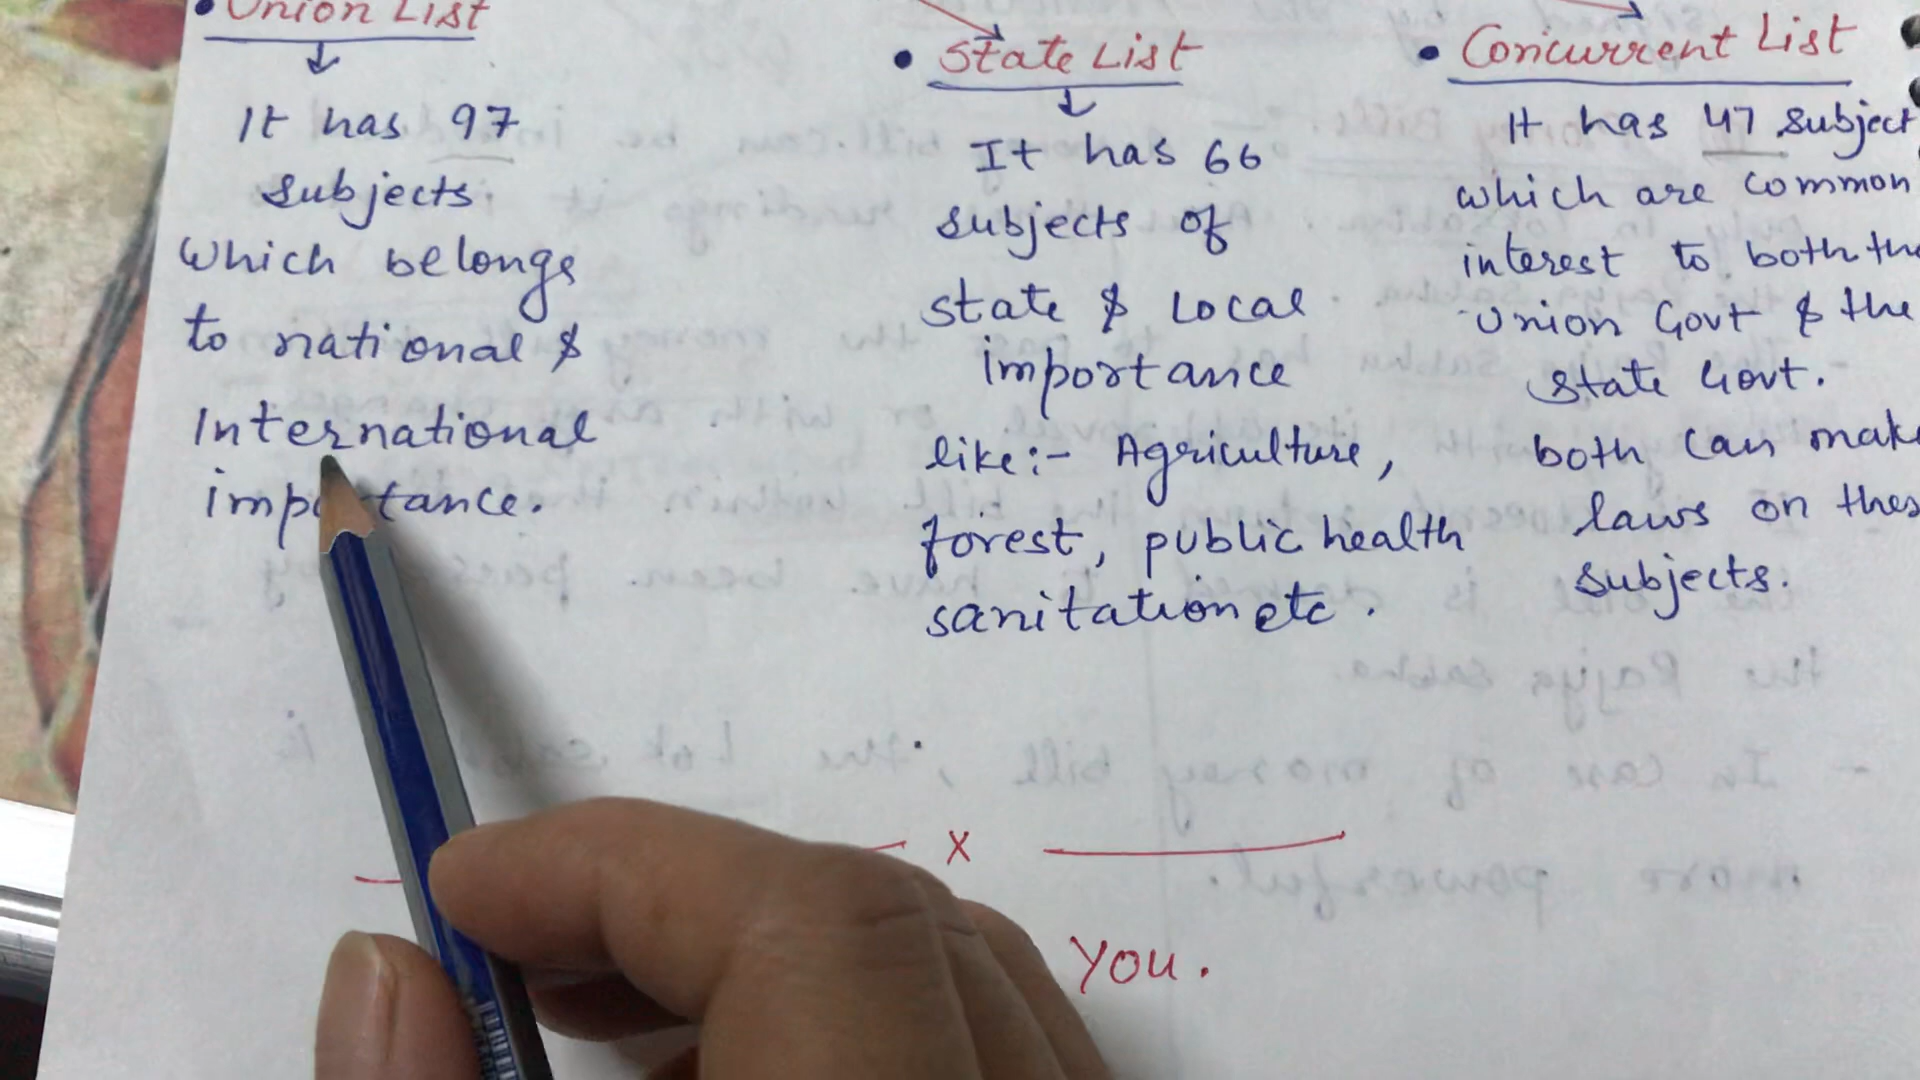 • Union List
It has 97
subjects.
Which belongs
to national &
International
importance.
• State List
It has 66
subjects of
state & Local
importance
like:- Agriculture,
forest, public health
sanitation etc.
• Concurrent List
It has 47 subject
which are common
interest to both the
Union Govt & the
State Govt.
both can make
laws on thes
subjects.
x
You.